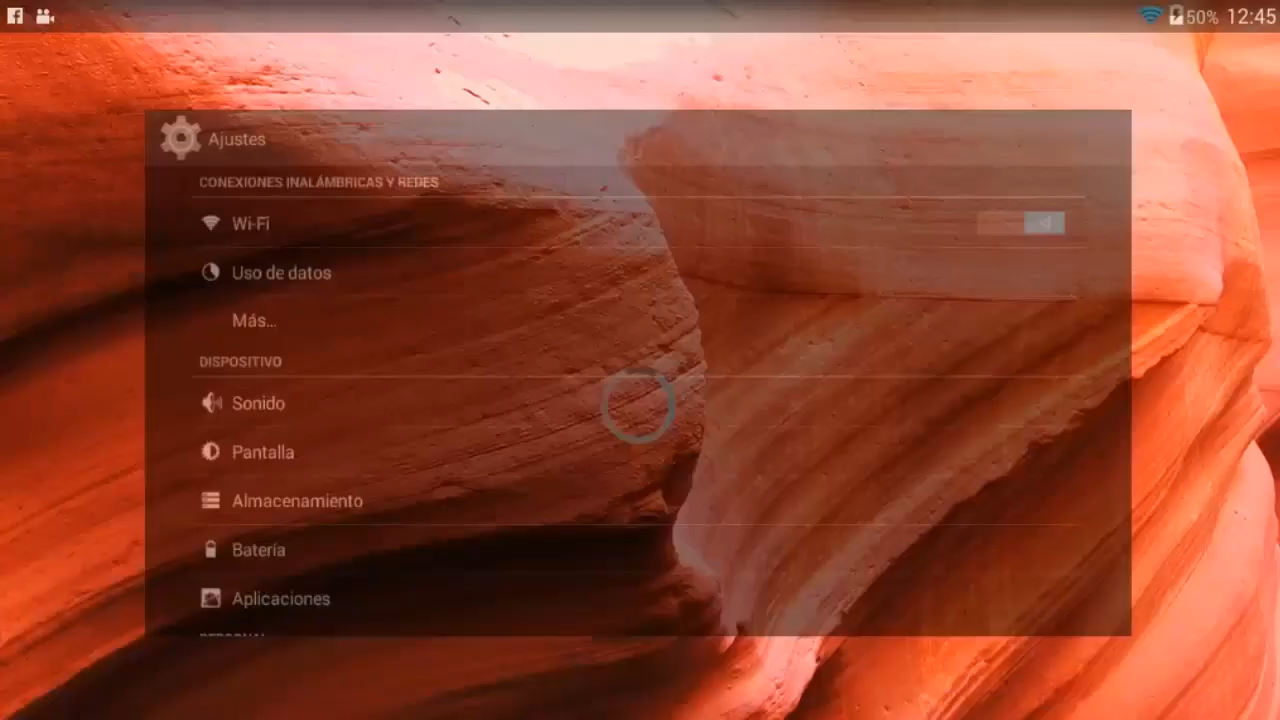 50% 12:45
Ajustes
CONEXIONES INALÁMBRICAS Y REDES
Wi-Fi
Uso de datos
Más...
DISPOSITIVO
Sonido
Pantalla
Almacenamiento
Batería
Aplicaciones
PERSONAL